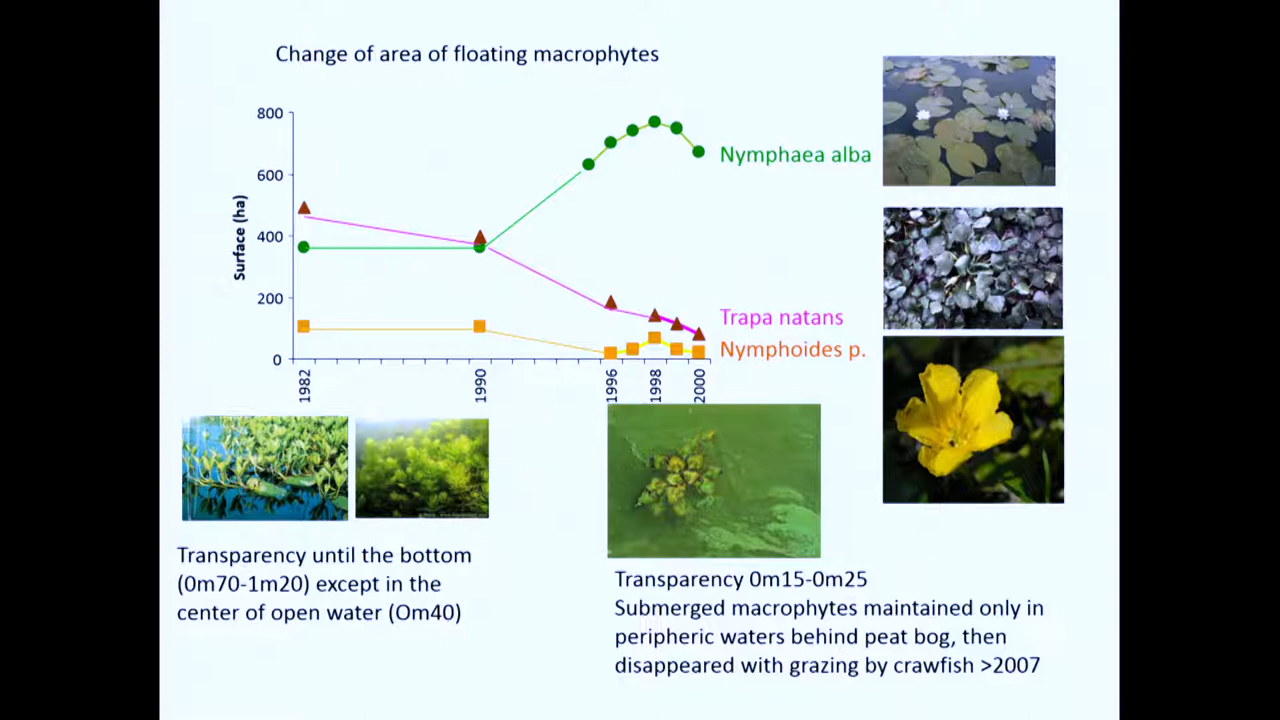 Change of area of floating macrophytes
800
600
400
200
0
Surface (ha)
Nymphaea alba
Trapa natans
Nymphoides p.
1982
1990
1996
1998
2000
Transparency until the bottom
(0m70-1m20) except in the
center of open water (Om40)
Transparency 0m15-0m25
Submerged macrophytes maintained only in
peripheric waters behind peat bog, then
disappeared with grazing by crawfish >2007